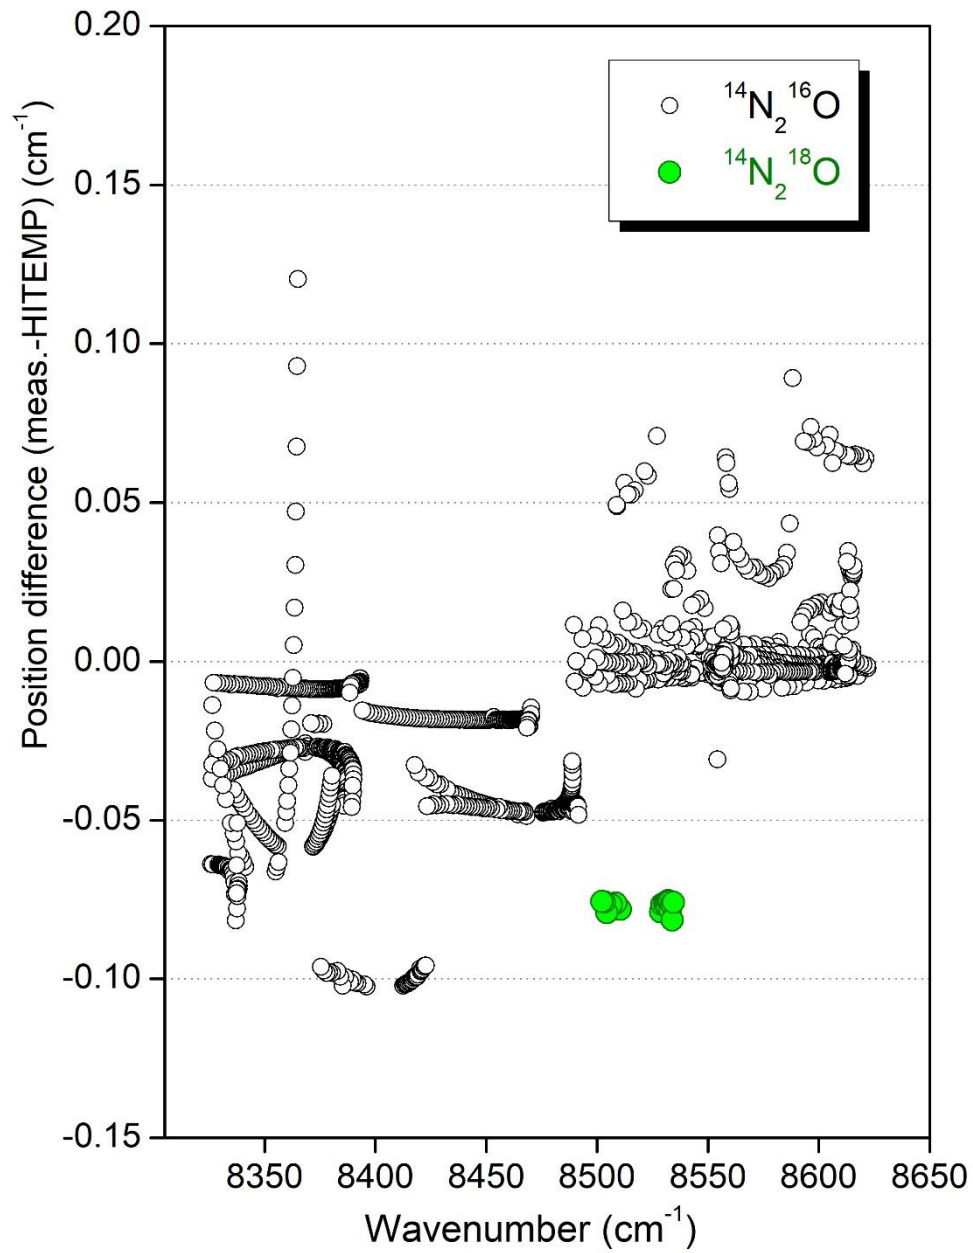 Position difference (meas.-HITEMP) (cm⁻¹)
0.20
0.15
0.10
0.05
0.00
-0.05
-0.10
-0.15
¹⁴N₂¹⁶O
¹⁴N₂¹⁸O
8350 8400 8450 8500 8550 8600 8650
Wavenumber (cm⁻¹)